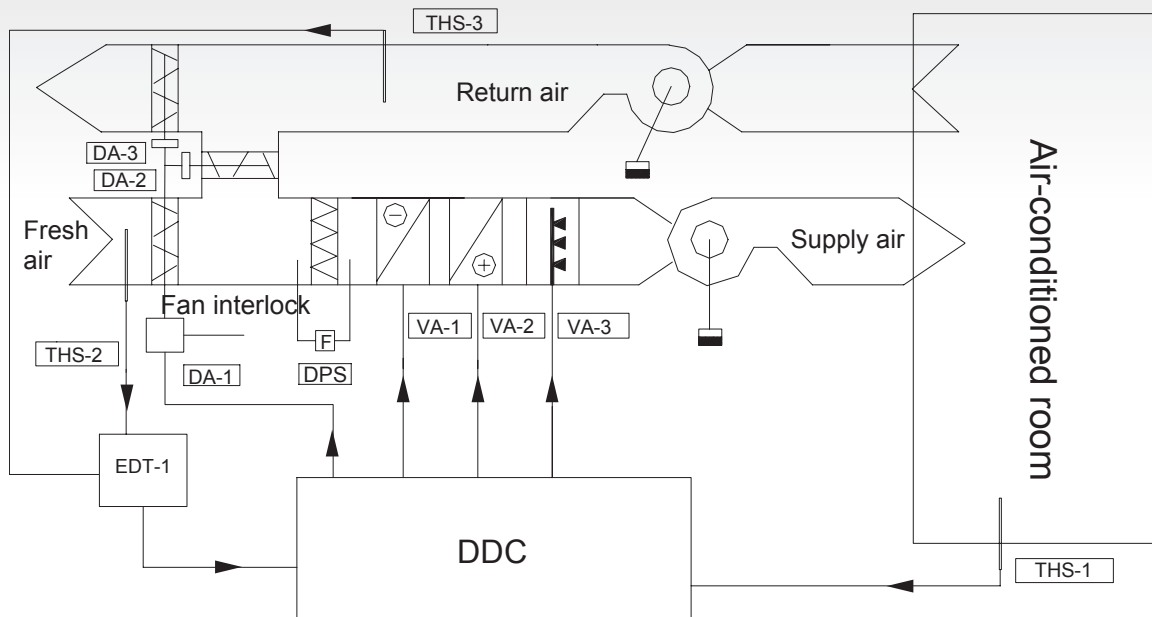 THS-3
Return air
DA-3
DA-2
Fresh
air
Supply air
Fan interlock
THS-2
DA-1
F
DPS
VA-1
VA-2
VA-3
Air-conditioned room
EDT-1
DDC
THS-1